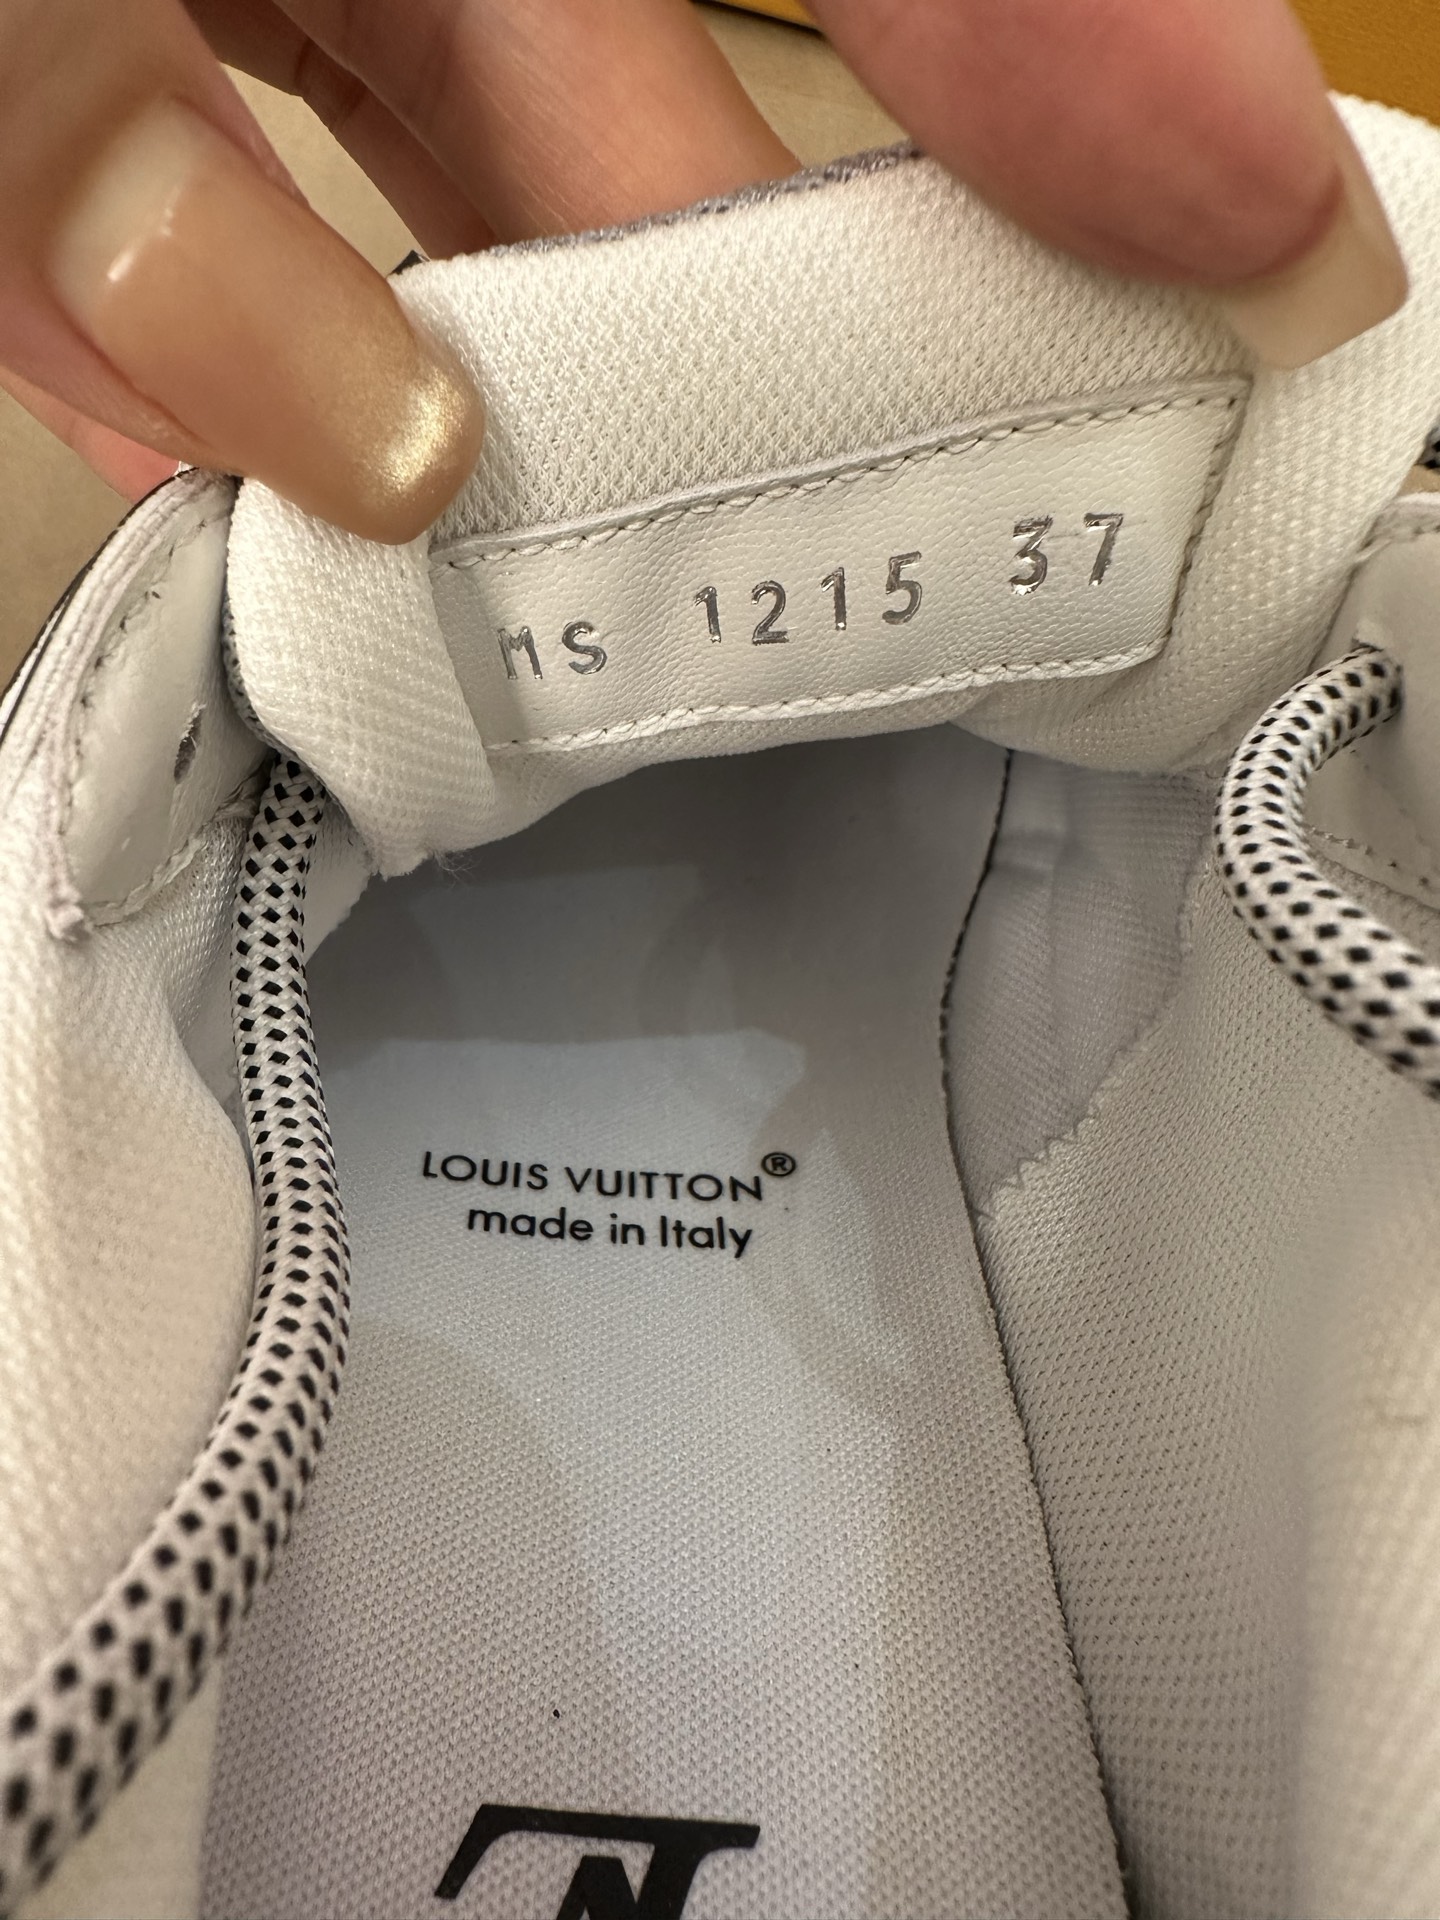 MS 1215 37
LOUIS VUITTON®
made in Italy